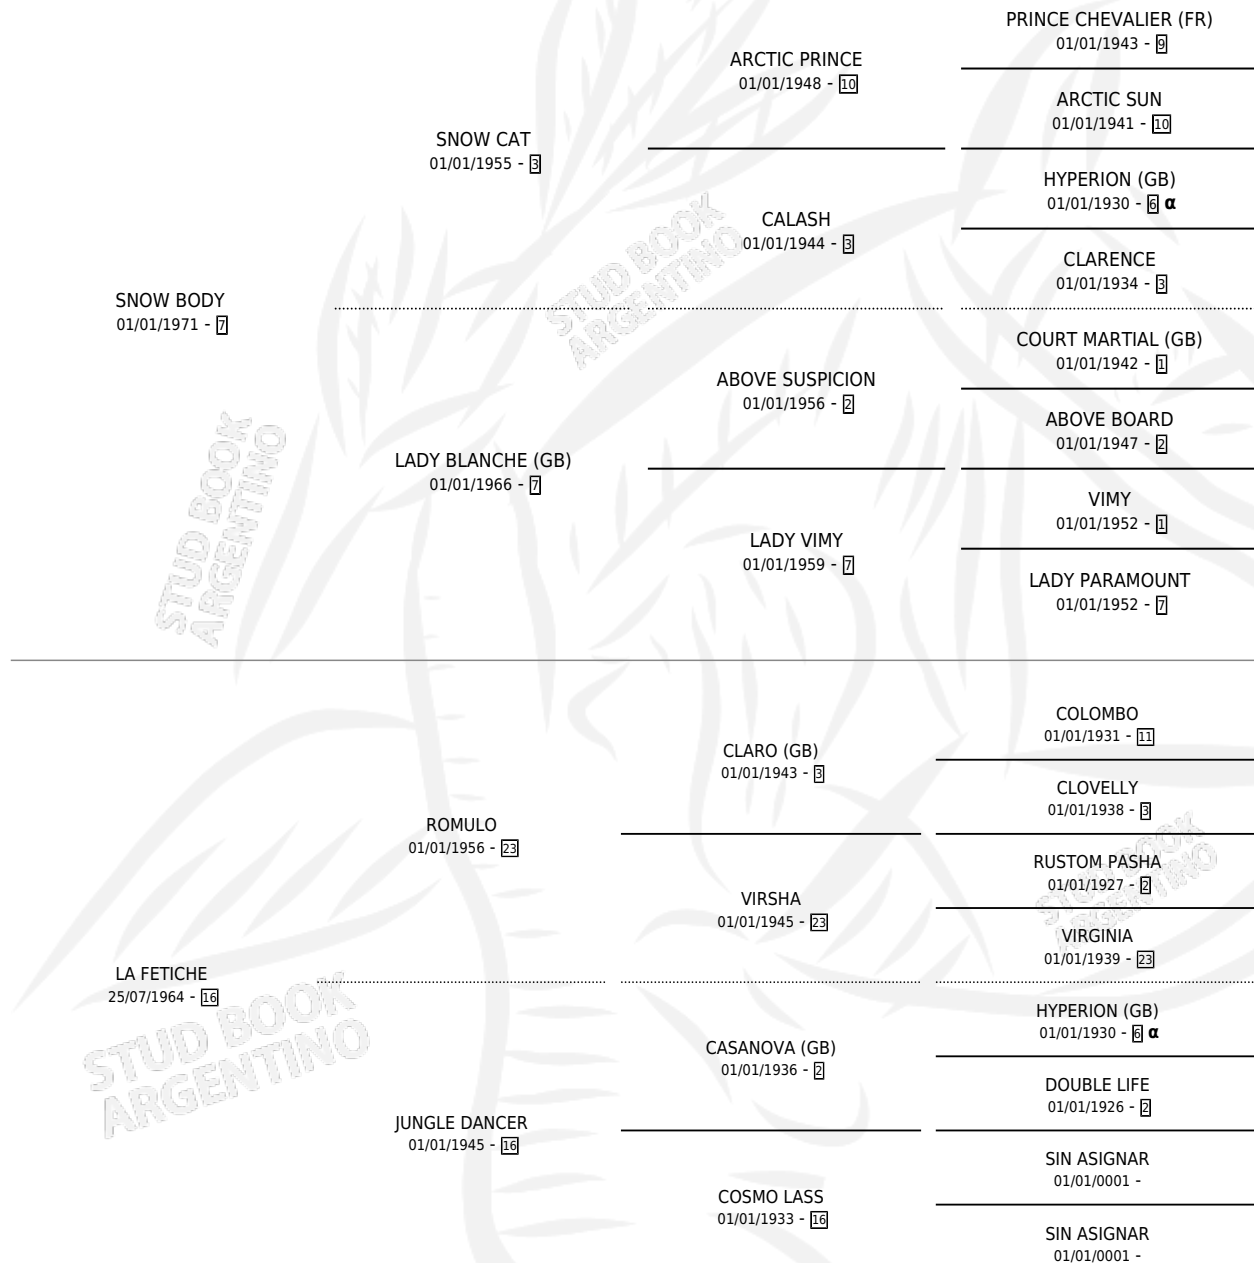 PRINCE CHEVALIER (FR)
01/01/1943 - 9
ARCTIC PRINCE
01/01/1948 - 10
ARCTIC SUN
01/01/1941 - 10
SNOW CAT
01/01/1955 - 3
HYPERION (GB)
01/01/1930 - 6 α
CALASH
01/01/1944 - 3
CLARENCE
01/01/1934 - 3
SNOW BODY
01/01/1971 - 7
COURT MARTIAL (GB)
01/01/1942 - 1
ABOVE SUSPICION
01/01/1956 - 2
ABOVE BOARD
01/01/1947 - 2
LADY BLANCHE (GB)
01/01/1966 - 7
VIMY
01/01/1952 - 1
LADY VIMY
01/01/1959 - 7
LADY PARAMOUNT
01/01/1952 - 7
COLOMBO
01/01/1931 - 11
CLARO (GB)
01/01/1943 - 3
CLOVELLY
01/01/1938 - 3
ROMULO
01/01/1956 - 23
RUSTOM PASHA
01/01/1927 - 2
VIRSHA
01/01/1945 - 23
VIRGINIA
01/01/1939 - 23
LA FETICHE
25/07/1964 - 16
HYPERION (GB)
01/01/1930 - 6 α
CASANOVA (GB)
01/01/1936 - 2
DOUBLE LIFE
01/01/1926 - 2
JUNGLE DANCER
01/01/1945 - 16
SIN ASIGNAR
01/01/0001 -
COSMO LASS
01/01/1933 - 16
SIN ASIGNAR
01/01/0001 -
STUD BOOK
ARGENTINO
STUD BOOK
ARGENTINO
STUD BOOK
ARGENTINO
STUD BOOK
ARGENTINO